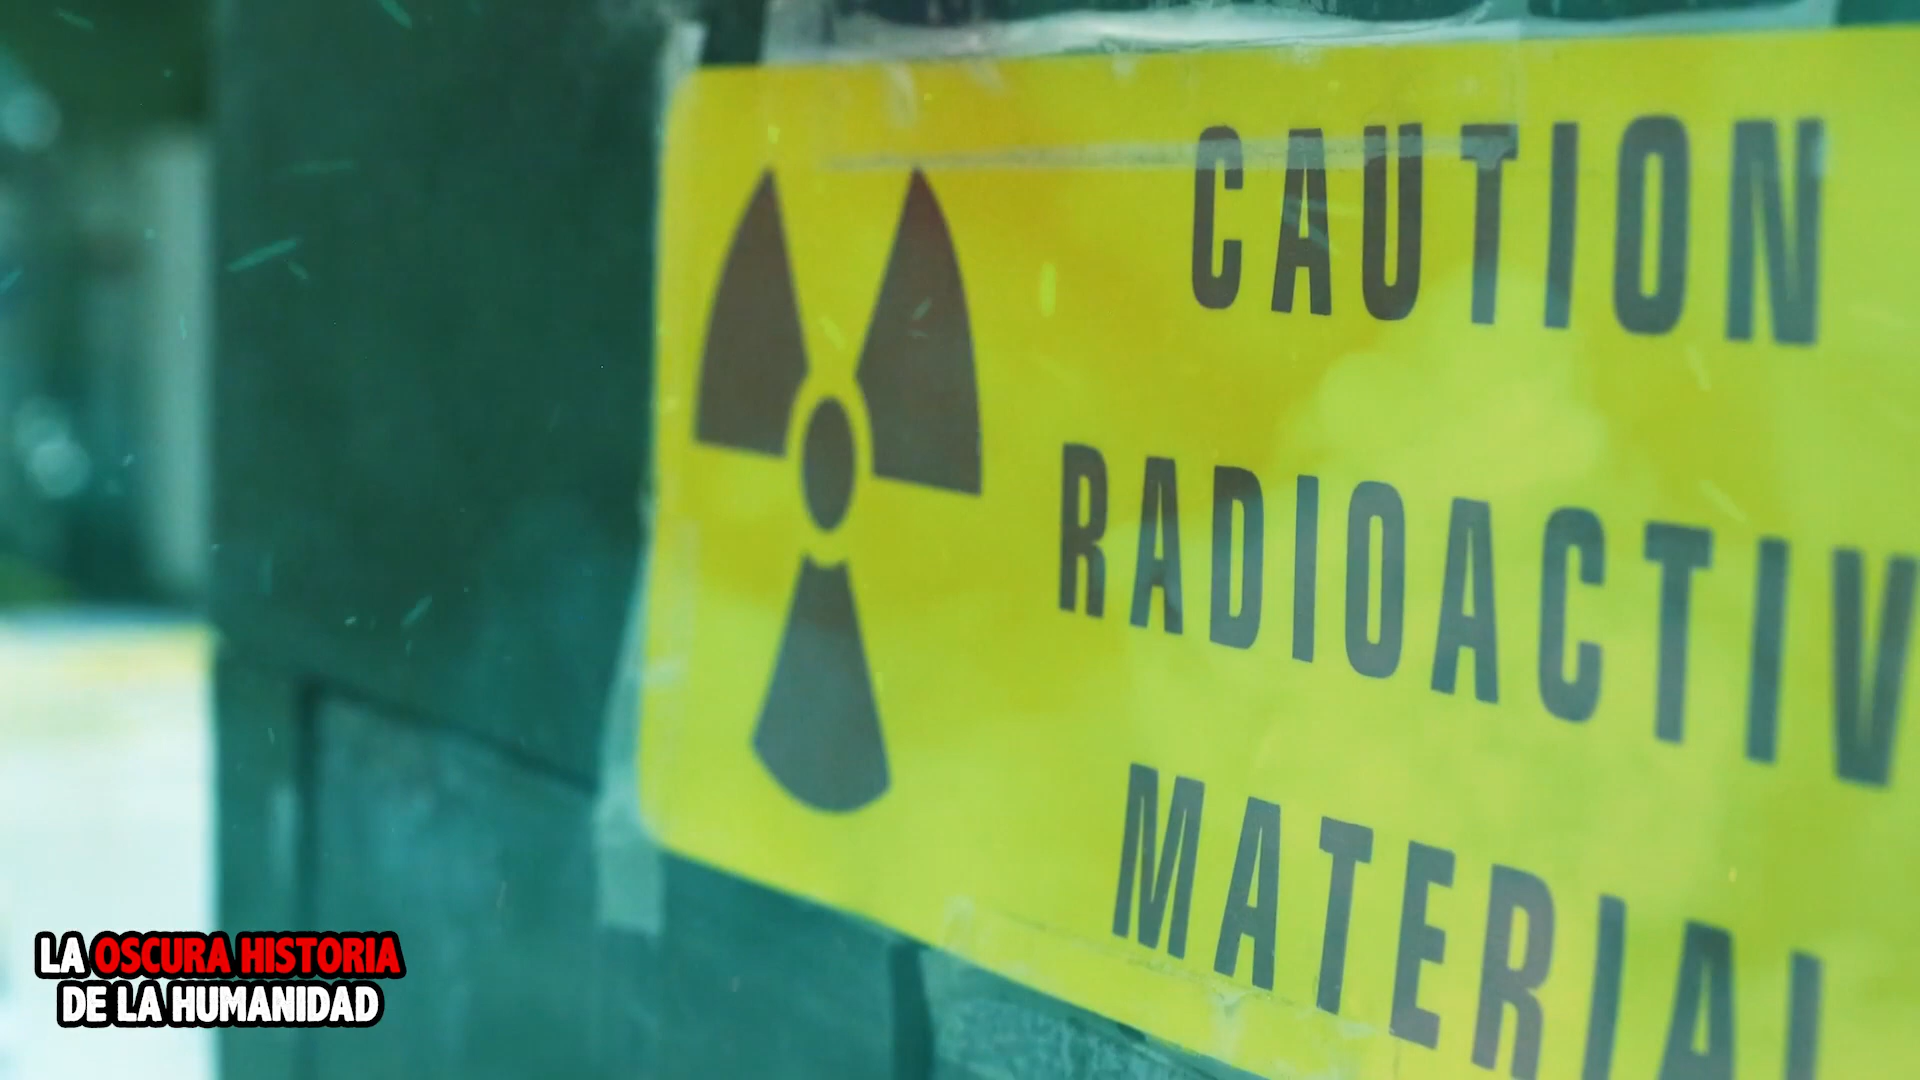 CAUTION
RADIOACTIV
MATERIAL
LA OSCURA HISTORIA
DE LA HUMANIDAD